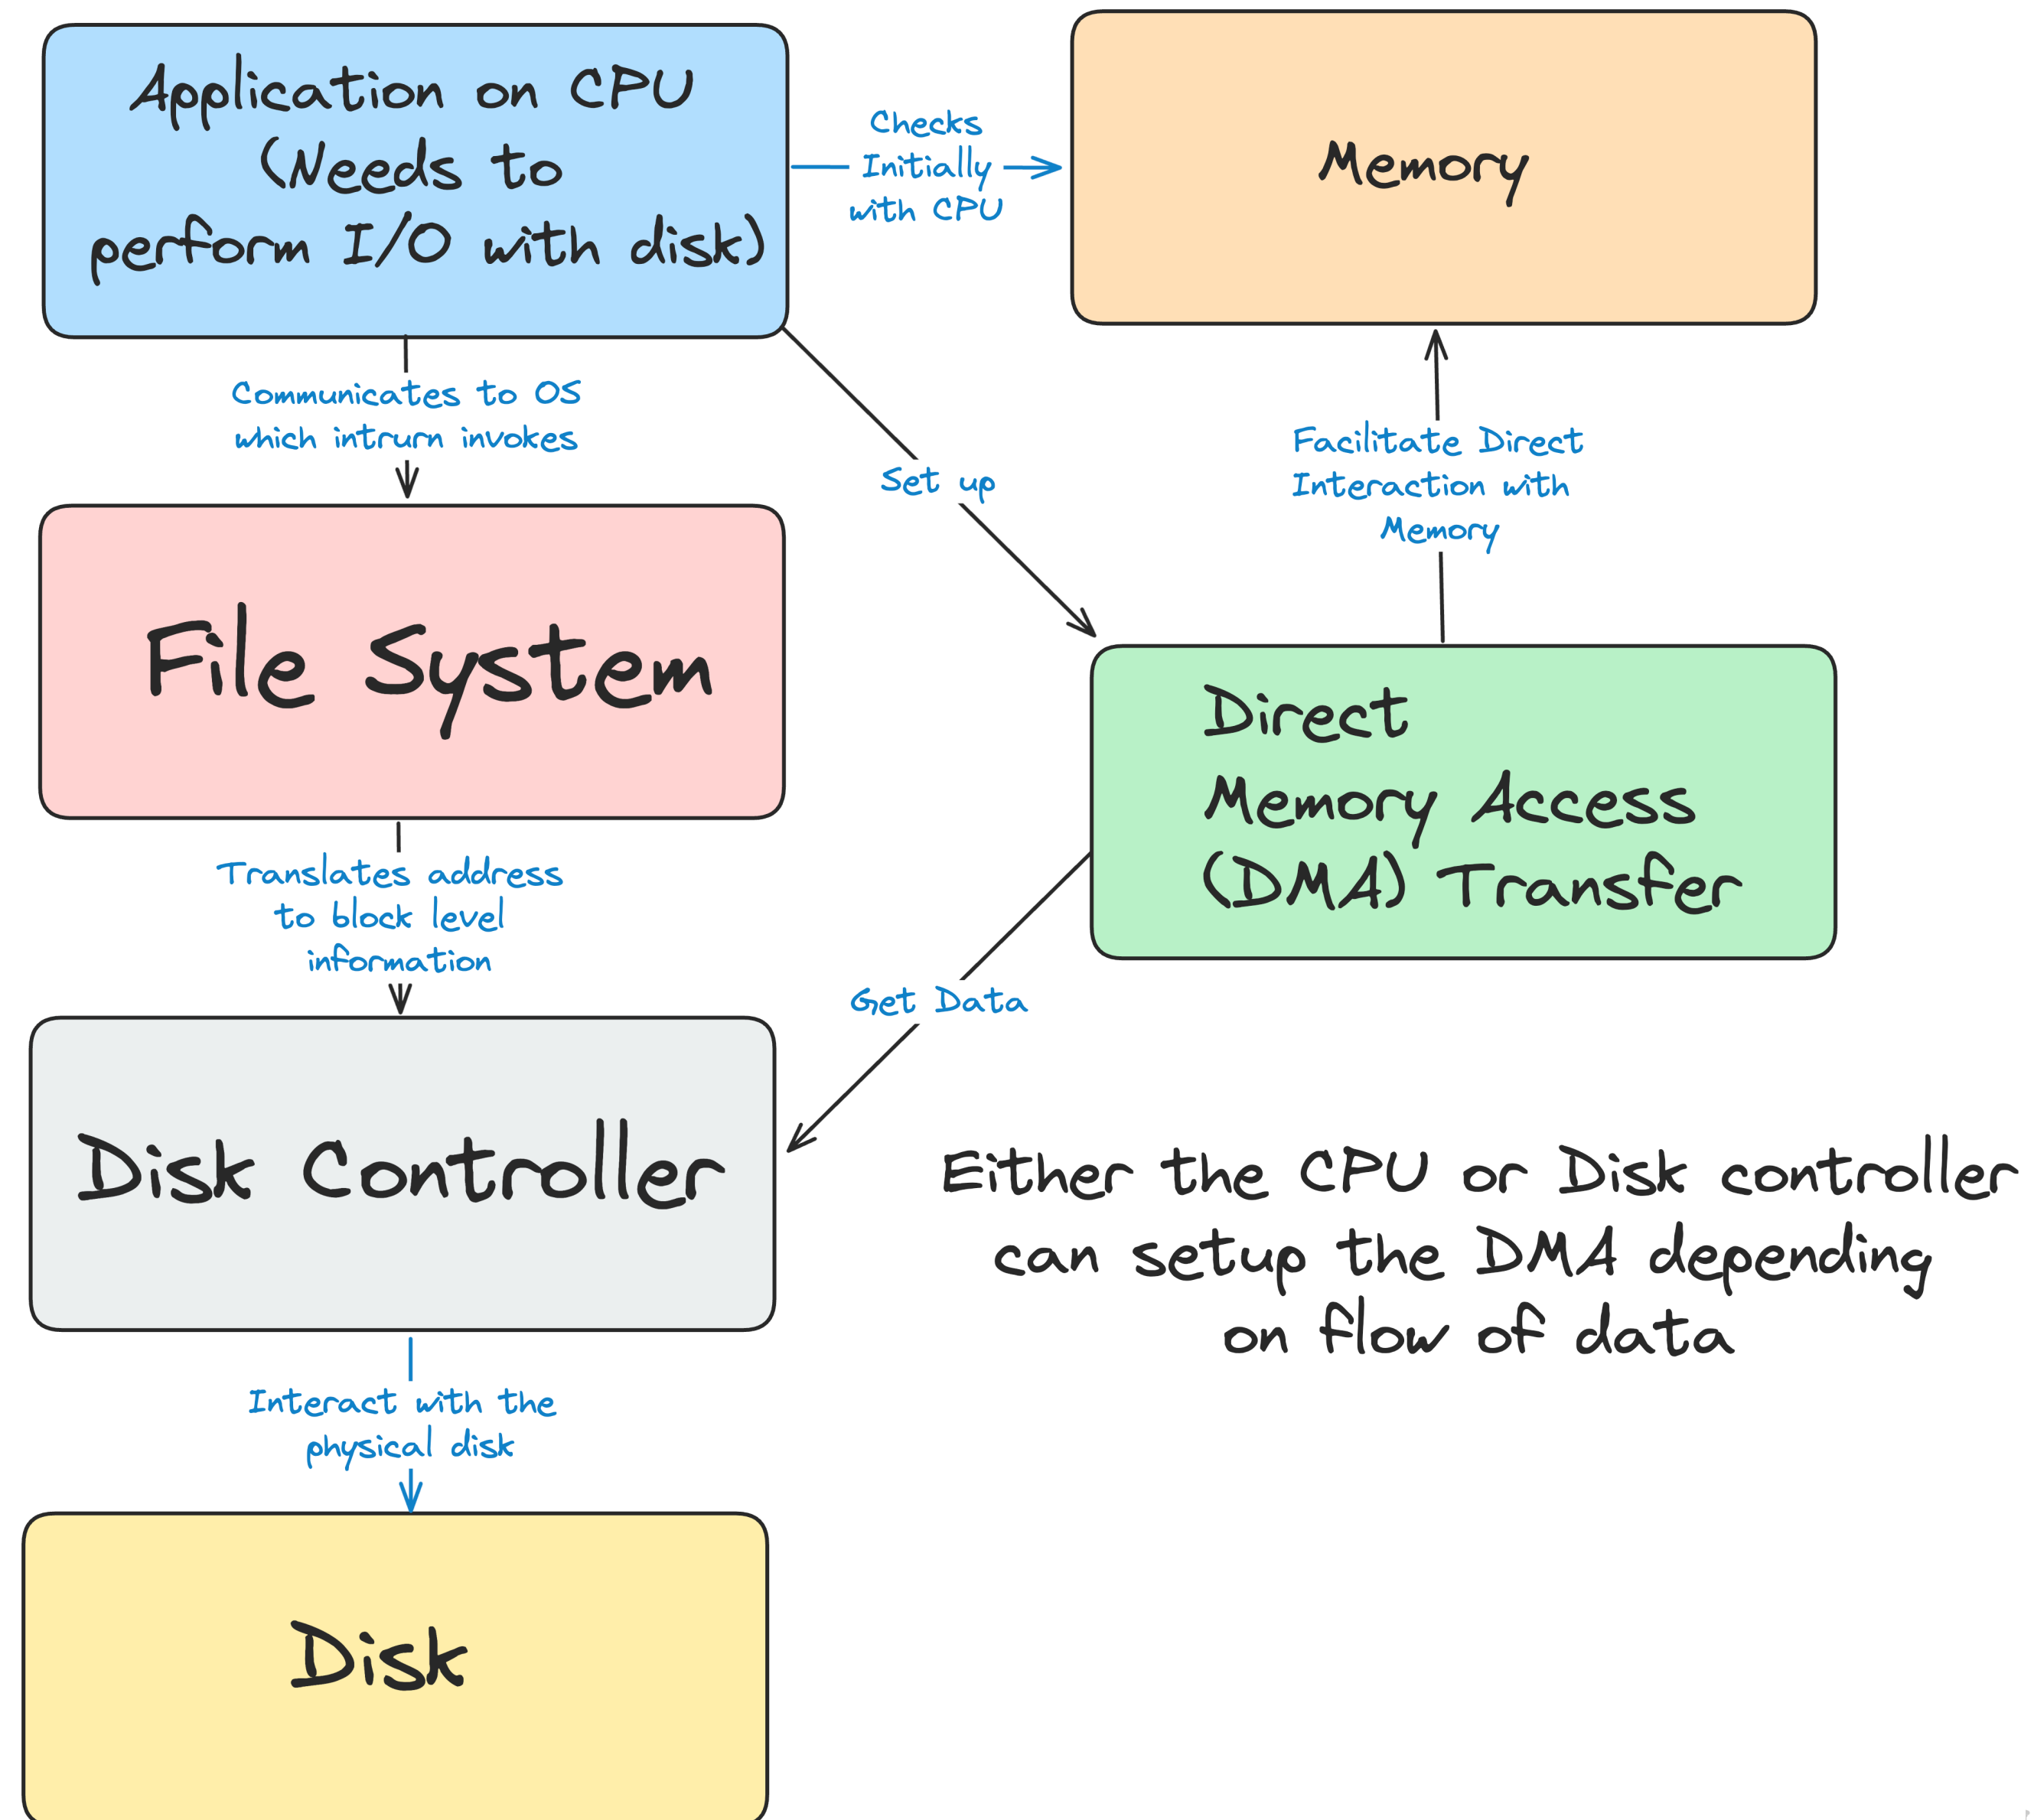 Application on CPU
(Needs to
perform I/O with disk)
Checks
Initially
with CPU
Memory
Communicates to OS
which intrurn invokes
Set up
Facilitate Direct
Interaction with
Memory
File System
Direct
Memory Access
(DMA) Transfer
Translates address
to block level
information
Get Data
Disk Controller
Either the CPU or Disk controller
can setup the DMA depending
on flow of data
Interact with the
physical disk
Disk